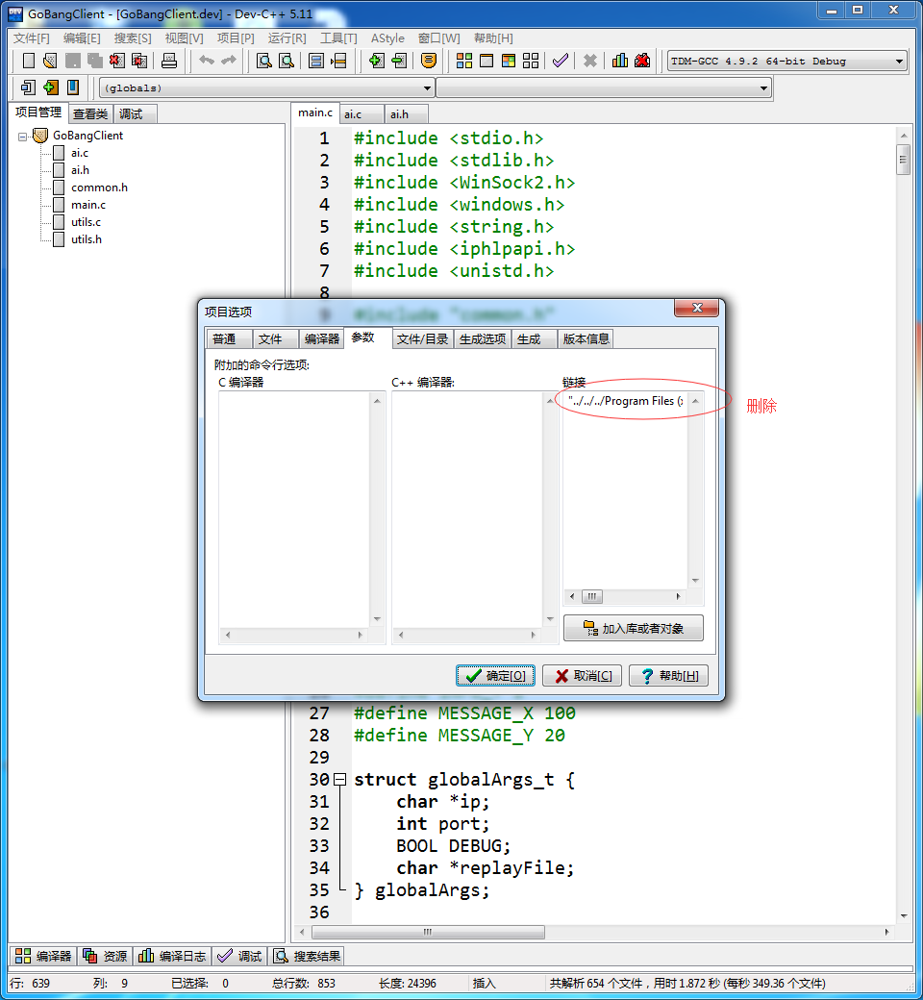 GoBangClient - [GoBangClient.dev] - Dev-C++ 5.11
文件[F] 编辑[E] 搜索[S] 视图[V] 项目[P] 运行[R] 工具[T] AStyle 窗口[W] 帮助[H]
TDM-GCC 4.9.2 64-bit Debug
(globals)
项目管理 查看类 调试
GoBangClient
ai.c
ai.h
common.h
main.c
utils.c
utils.h
main.c ai.c ai.h
1 #include <stdio.h>
2 #include <stdlib.h>
3 #include <WinSock2.h>
4 #include <windows.h>
5 #include <string.h>
6 #include <iphlpapi.h>
7 #include <unistd.h>
8
9 #include "common.h"
项目选项
普通 文件 编译器 参数 文件/目录 生成选项 生成 版本信息
附加的命令行选项:
C 编译器 C++ 编译器: 链接
"../../../Program Files (x
删除
加入库或者对象
确定[O] 取消[C] 帮助[H]
27 #define MESSAGE_X 100
28 #define MESSAGE_Y 20
29
30 struct globalArgs_t {
31 char *ip;
32 int port;
33 BOOL DEBUG;
34 char *replayFile;
35 } globalArgs;
36
编译器 资源 编译日志 调试 搜索结果
行: 639 列: 9 已选择: 0 总行数: 853 长度: 24396 插入 共解析 654 个文件，用时 1.872 秒 (每秒 349.36 个文件)